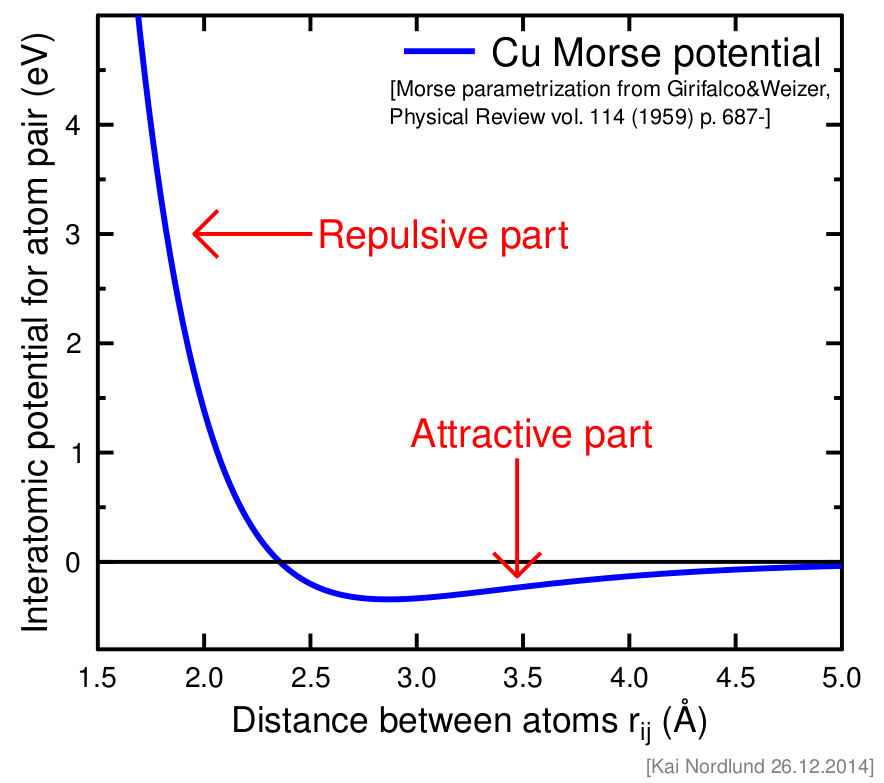 Cu Morse potential
[Morse parametrization from Girifalco&Weizer,
Physical Review vol. 114 (1959) p. 687-]
Interatomic potential for atom pair (eV)
4
3
2
1
0
Repulsive part
Attractive part
1.5 2.0 2.5 3.0 3.5 4.0 4.5 5.0
Distance between atoms r_ij (Å)
[Kai Nordlund 26.12.2014]